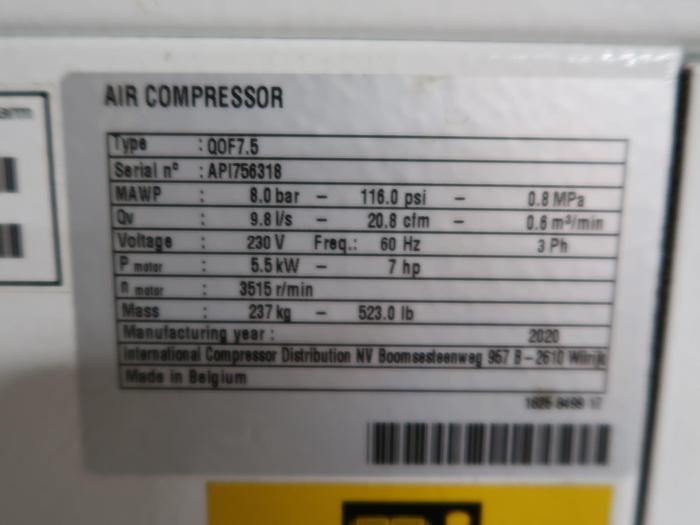 AIR COMPRESSOR
Type : QOF7.5
Serial n° : API756318
MAWP : 8.0 bar – 116.0 psi – 0.8 MPa
Qv : 9.8 l/s – 20.8 cfm – 0.6 m³/min
Voltage : 230 V Freq.: 60 Hz 3 Ph
P motor : 5.5 kW – 7 hp
n motor : 3515 r/min
Mass : 237 kg – 523.0 lb
Manufacturing year : 2020
International Compressor Distribution NV Boomsesteenweg 957 B – 2610 Wilrijk
Made in Belgium